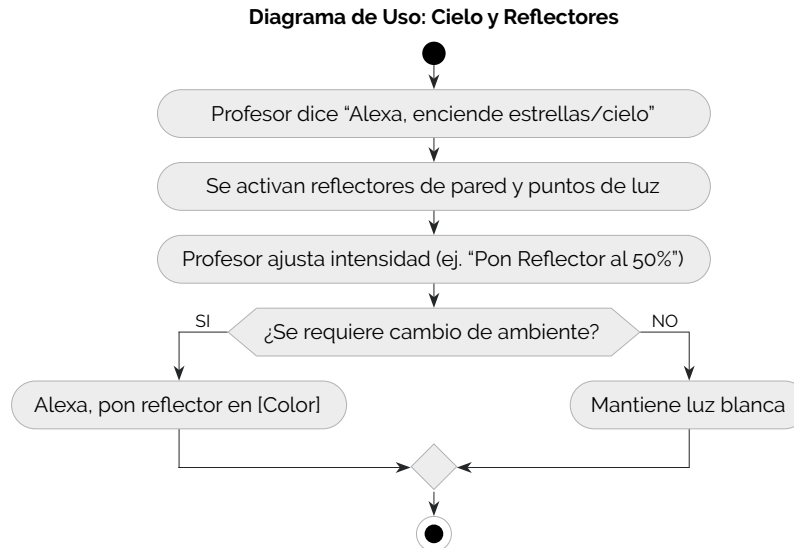 Diagrama de Uso: Cielo y Reflectores
Profesor dice “Alexa, enciende estrellas/cielo”
Se activan reflectores de pared y puntos de luz
Profesor ajusta intensidad (ej. “Pon Reflector al 50%”)
SI
¿Se requiere cambio de ambiente?
NO
Alexa, pon reflector en [Color]
Mantiene luz blanca